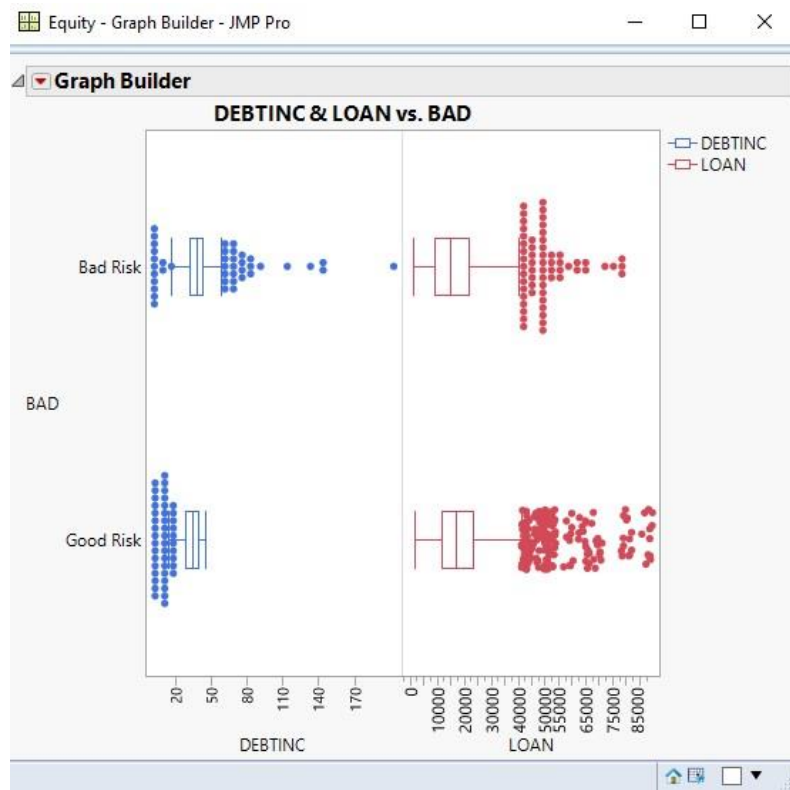 Equity - Graph Builder - JMP Pro
Graph Builder
DEBTINC & LOAN vs. BAD
DEBTINC
LOAN
Bad Risk
BAD
Good Risk
20 50 80 110 140 170
0 10000 20000 30000 40000 50000 55000 65000 75000 85000
DEBTINC LOAN